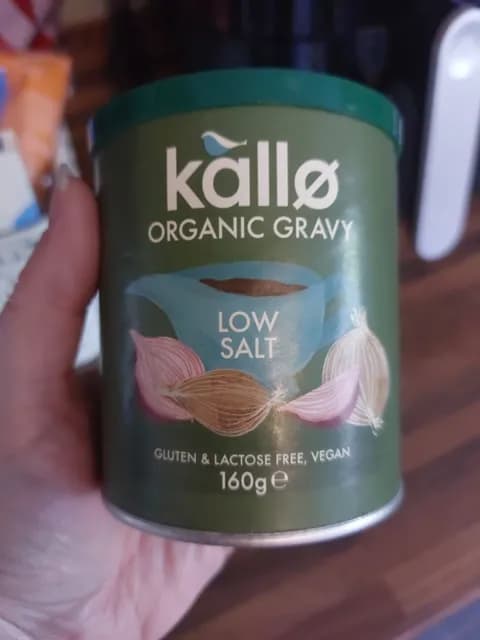 kallø
ORGANIC GRAVY
LOW
SALT
GLUTEN & LACTOSE FREE, VEGAN
160g ℮